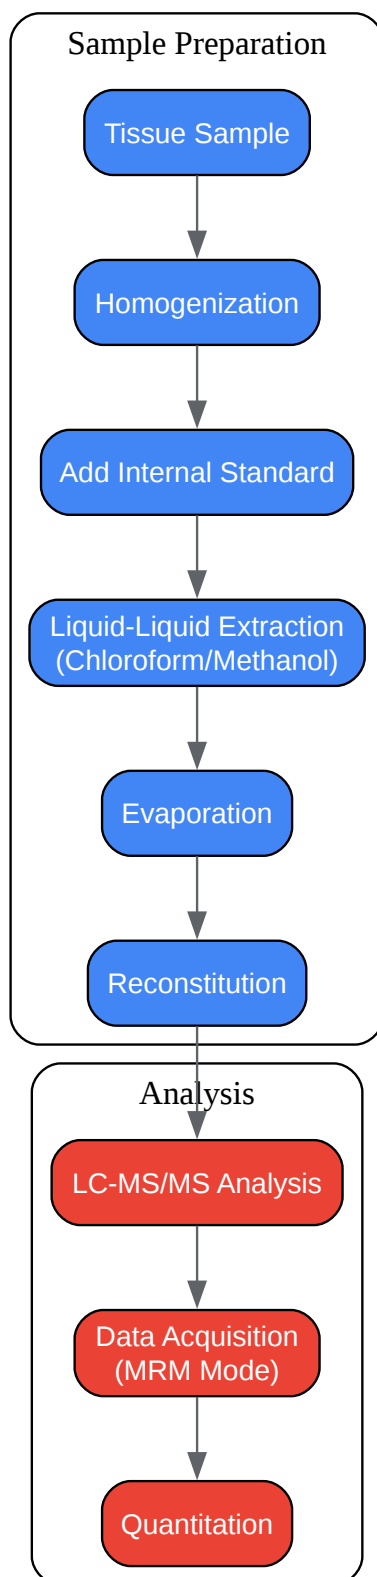 Sample Preparation
Tissue Sample
Homogenization
Add Internal Standard
Liquid-Liquid Extraction
(Chloroform/Methanol)
Evaporation
Reconstitution
Analysis
LC-MS/MS Analysis
Data Acquisition
(MRM Mode)
Quantitation